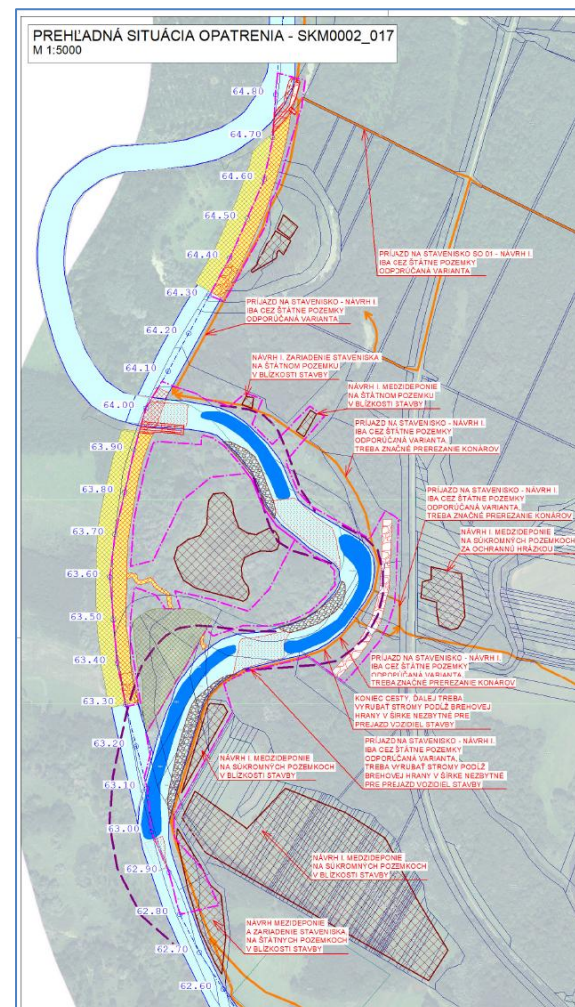 PREHĽADNÁ SITUÁCIA OPATRENIA - SKM0002_017
M 1:5000
64.80
64.70
64.60
64.50
64.40
64.30
64.20
64.10
64.00
63.90
63.80
63.70
63.60
63.50
63.40
63.30
63.20
63.10
63.00
62.90
62.80
62.70
62.60
PRÍJAZD NA STAVENISKO SO 01 - NÁVRH I.
IBA CEZ ŠTÁTNE POZEMKY
ODPORÚČANÁ VARIANTA
PRÍJAZD NA STAVENISKO - NÁVRH I.
IBA CEZ ŠTÁTNE POZEMKY
ODPORÚČANÁ VARIANTA
NÁVRH I. ZARIADENIE STAVENISKA
NA ŠTÁTNOM POZEMKU
V BLÍZKOSTI STAVBY
NÁVRH I. MEDZIDEPONIE
NA ŠTÁTNOM POZEMKU
V BLÍZKOSTI STAVBY
PRÍJAZD NA STAVENISKO - NÁVRH I.
IBA CEZ ŠTÁTNE POZEMKY
ODPORÚČANÁ VARIANTA,
TREBA ZNAČNÉ PREREZANIE KONÁROV
PRÍJAZD NA STAVENISKO - NÁVRH I.
IBA CEZ ŠTÁTNE POZEMKY
ODPORÚČANÁ VARIANTA,
TREBA ZNAČNÉ PREREZANIE KONÁROV
NÁVRH I. MEDZIDEPONIE
NA SÚKROMNÝCH POZEMKOCH
ZA OCHRANNÚ HRÁDZKU
PRÍJAZD NA STAVENISKO - NÁVRH I.
IBA CEZ ŠTÁTNE POZEMKY
ODPORÚČANÁ VARIANTA
TREBA ZNAČNÉ PREREZANIE KONÁROV
KONIEC CESTY. ĎALEJ TREBA
VYRUBAŤ STROMY PODĽŽ BREHOVEJ
HRANY V ŠIRKE NEZBYTNÉ PRE
PREJAZD VOZIDIEL STAVBY
PRÍJAZD NA STAVENISKO - NÁVRH I.
IBA CEZ ŠTÁTNE POZEMKY
ODPORÚČANÁ VARIANTA,
TREBA VYRUBAŤ STROMY PODĽŽ
BREHOVEJ HRANY V ŠIRKE NEZBYTNÉ
PRE PREJAZD VOZIDIEL STAVBY
NÁVRH I. MEDZIDEPONIE
NA SÚKROMNÝCH POZEMKOCH
V BLÍZKOSTI STAVBY
NÁVRH I. MEDZIDEPONIE
NA SÚKROMNÝCH POZEMKOCH
V BLÍZKOSTI STAVBY
NÁVRH MEZIDEPONIE
A ZARIADENIE STAVENISKA
NA ŠTÁTNYCH POZEMKOCH
V BLÍZKOSTI STAVBY